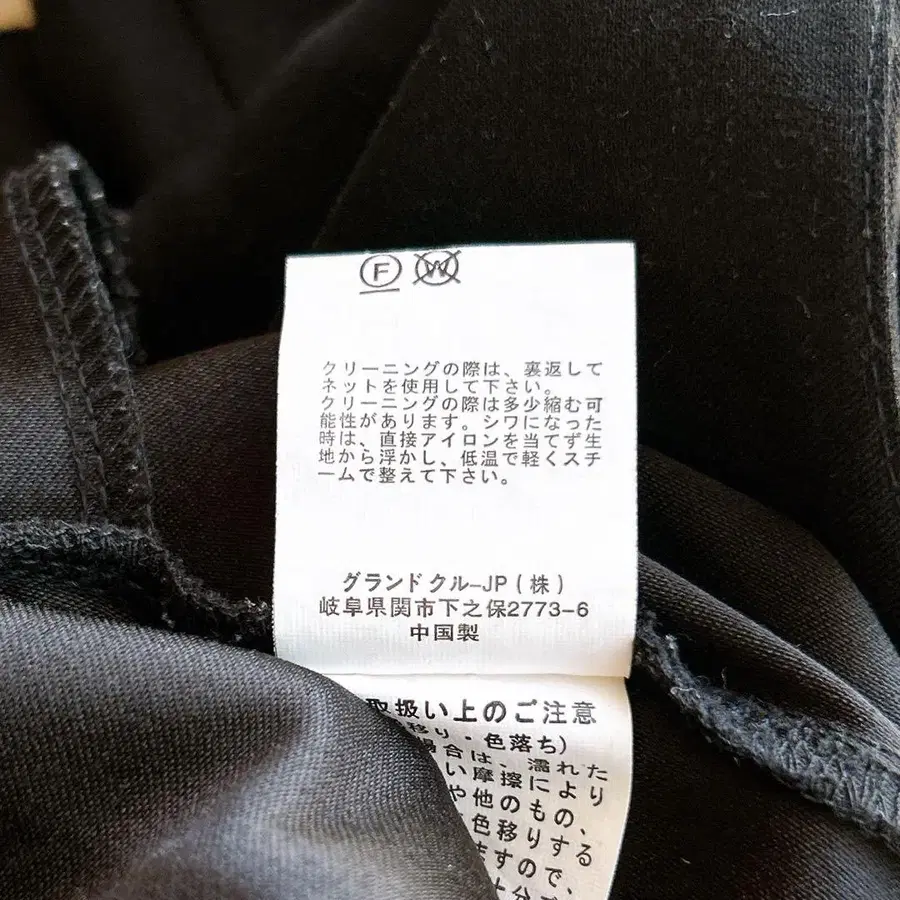 F W
クリーニングの際は、裏返して
ネットを使用して下さい。
クリーニングの際は多少縮む可
能性があります。シワになった
時は、直接アイロンを当てず生
地から浮かし、低温で軽くスチ
ームで整えて下さい。
グランドクルーJP(株)
岐阜県関市下之保2773-6
中国製
取扱い上のご注意
移り・色落ち)
場合は、濡れた
い摩擦により
や他のもの、
色移りする
ますので、